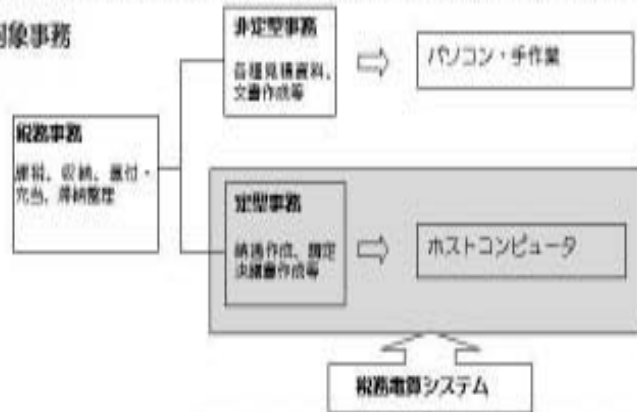 対象事務
非定型事務
各種見積資料、
文書作成等
パソコン・手作業
税務事務
課税、収納、還付・
充当、滞納整理
定型事務
納通作成、調定
決議書作成等
ホストコンピュータ
税務電算システム